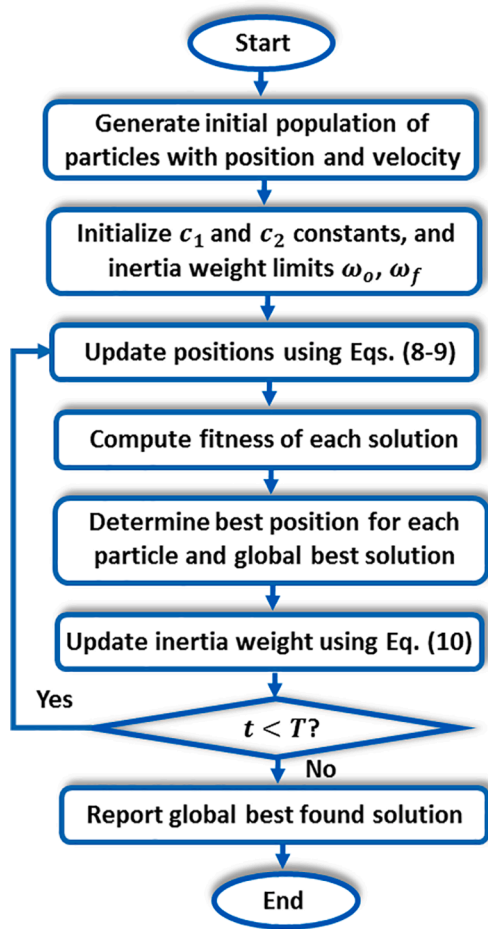 Start
Generate initial population of
particles with position and velocity
Initialize c₁ and c₂ constants, and
inertia weight limits ωₒ, ω_f
Update positions using Eqs. (8-9)
Compute fitness of each solution
Determine best position for each
particle and global best solution
Update inertia weight using Eq. (10)
Yes
t < T?
No
Report global best found solution
End